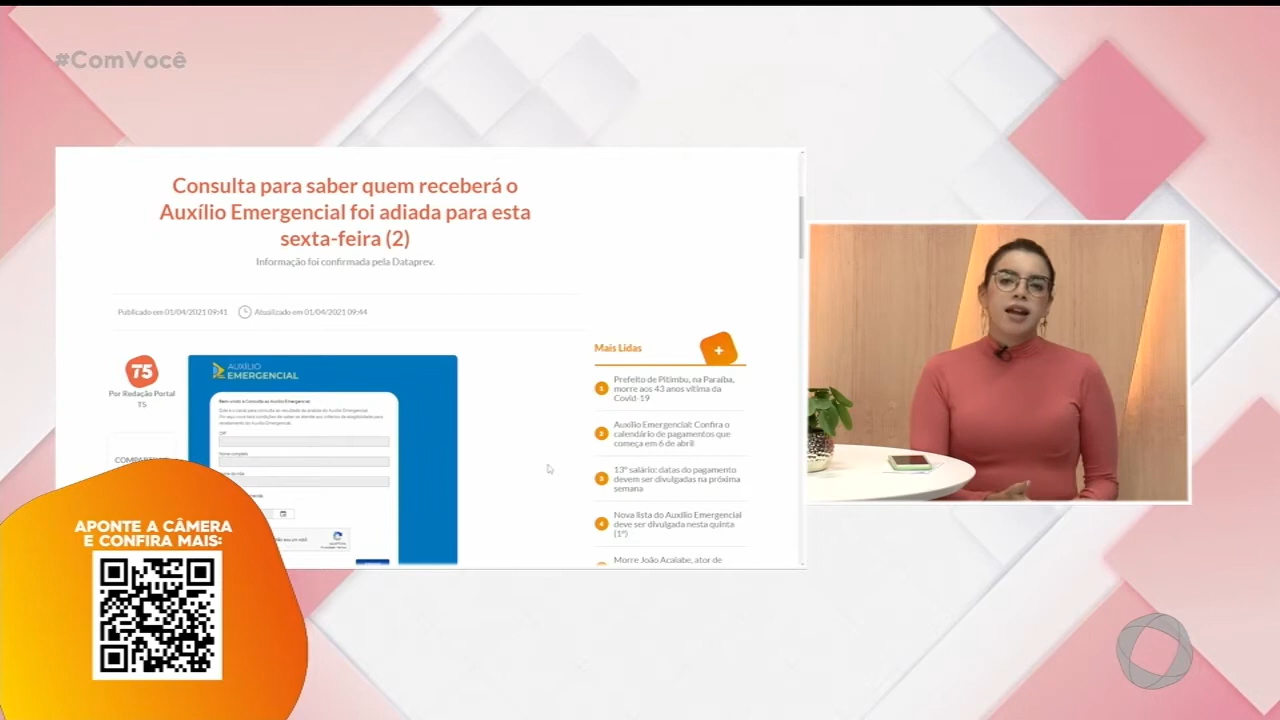 #ComVocê
Consulta para saber quem receberá o
Auxílio Emergencial foi adiada para esta
sexta-feira (2)
Informação foi confirmada pela Dataprev.
Publicado em 01/04/2021 09:41
Atualizado em 01/04/2021 09:44
T5
Por Redação Portal
T5
AUXÍLIO
EMERGENCIAL
Mais Lidas
+
1
Prefeito de Pitimbu, na Paraíba,
morre aos 43 anos vítima da
Covid-19
2
Auxílio Emergencial: Confira o
calendário de pagamentos que
começa em 6 de abril
3
13º salário: datas do pagamento
devem ser divulgadas na próxima
semana
4
Nova lista do Auxílio Emergencial
deve ser divulgada nesta quinta
(1º)
Morre João Acaiabe, ator de
APONTE A CÂMERA
E CONFIRA MAIS: